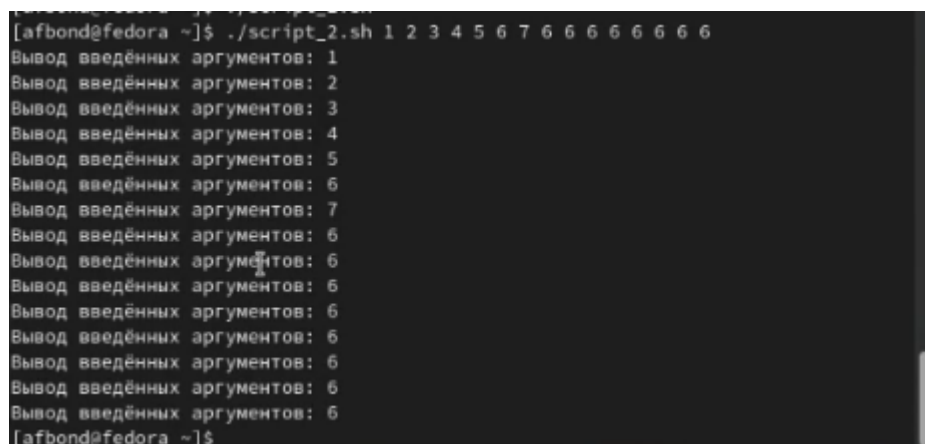 [afbond@fedora ~]$ ./script_2.sh
[afbond@fedora ~]$ ./script_2.sh 1 2 3 4 5 6 7 6 6 6 6 6 6 6 6
Вывод введённых аргументов: 1
Вывод введённых аргументов: 2
Вывод введённых аргументов: 3
Вывод введённых аргументов: 4
Вывод введённых аргументов: 5
Вывод введённых аргументов: 6
Вывод введённых аргументов: 7
Вывод введённых аргументов: 6
Вывод введённых аргументов: 6
Вывод введённых аргументов: 6
Вывод введённых аргументов: 6
Вывод введённых аргументов: 6
Вывод введённых аргументов: 6
Вывод введённых аргументов: 6
Вывод введённых аргументов: 6
[afbond@fedora ~]$